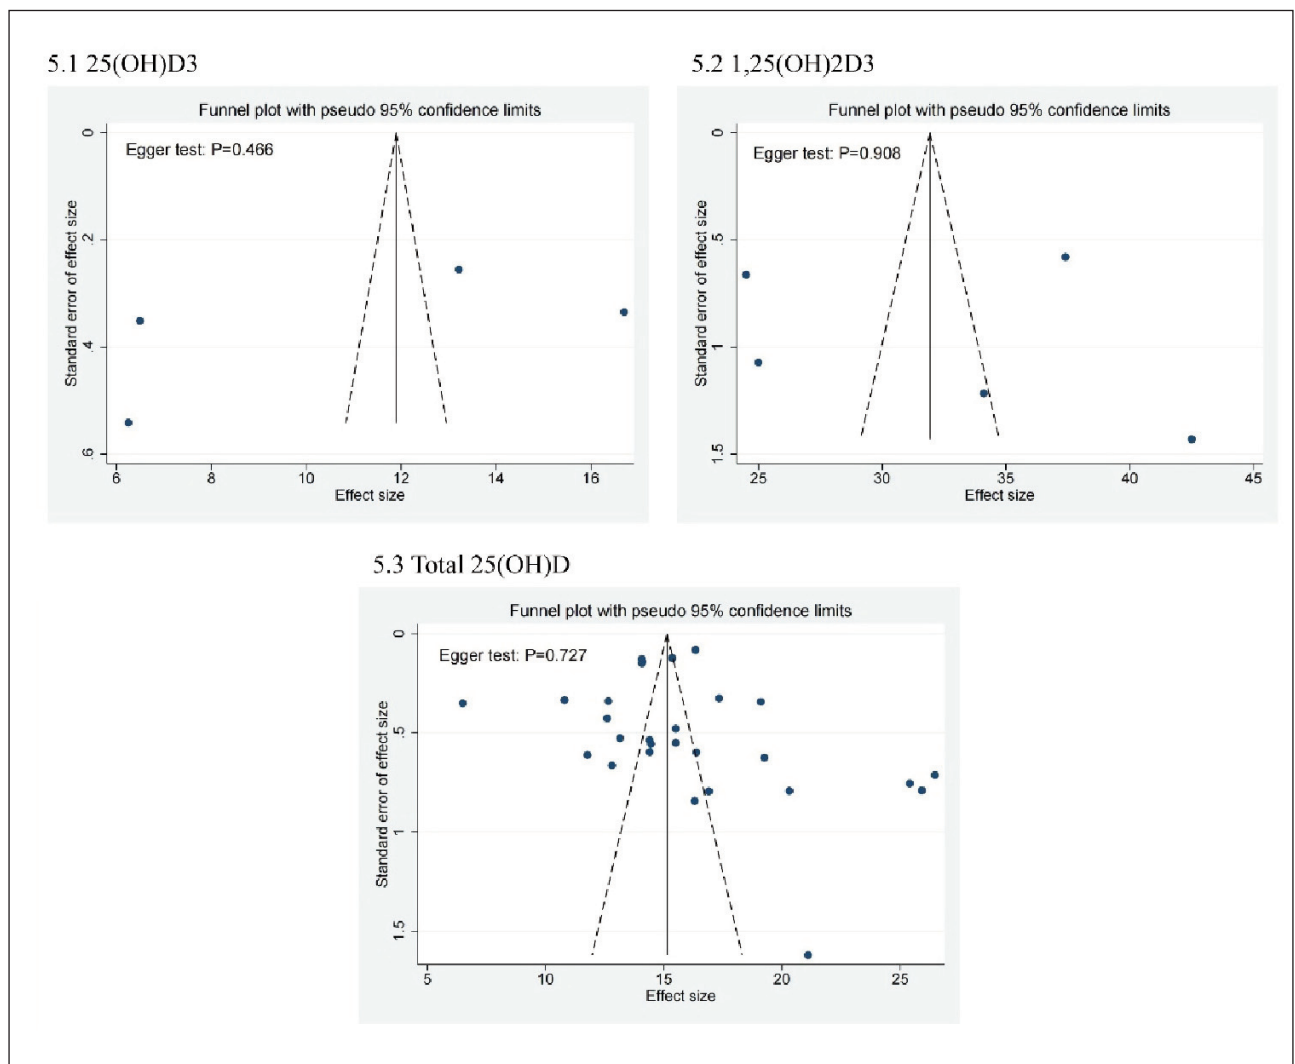 5.1 25(OH)D3
Funnel plot with pseudo 95% confidence limits
Egger test: P=0.466
Standard error of effect size
0
.2
.4
.6
6 8 10 12 14 16
Effect size
5.2 1,25(OH)2D3
Funnel plot with pseudo 95% confidence limits
Egger test: P=0.908
Standard error of effect size
0
.5
1
1.5
25 30 35 40 45
Effect size
5.3 Total 25(OH)D
Funnel plot with pseudo 95% confidence limits
Egger test: P=0.727
Standard error of effect size
0
.5
1
1.5
5 10 15 20 25
Effect size